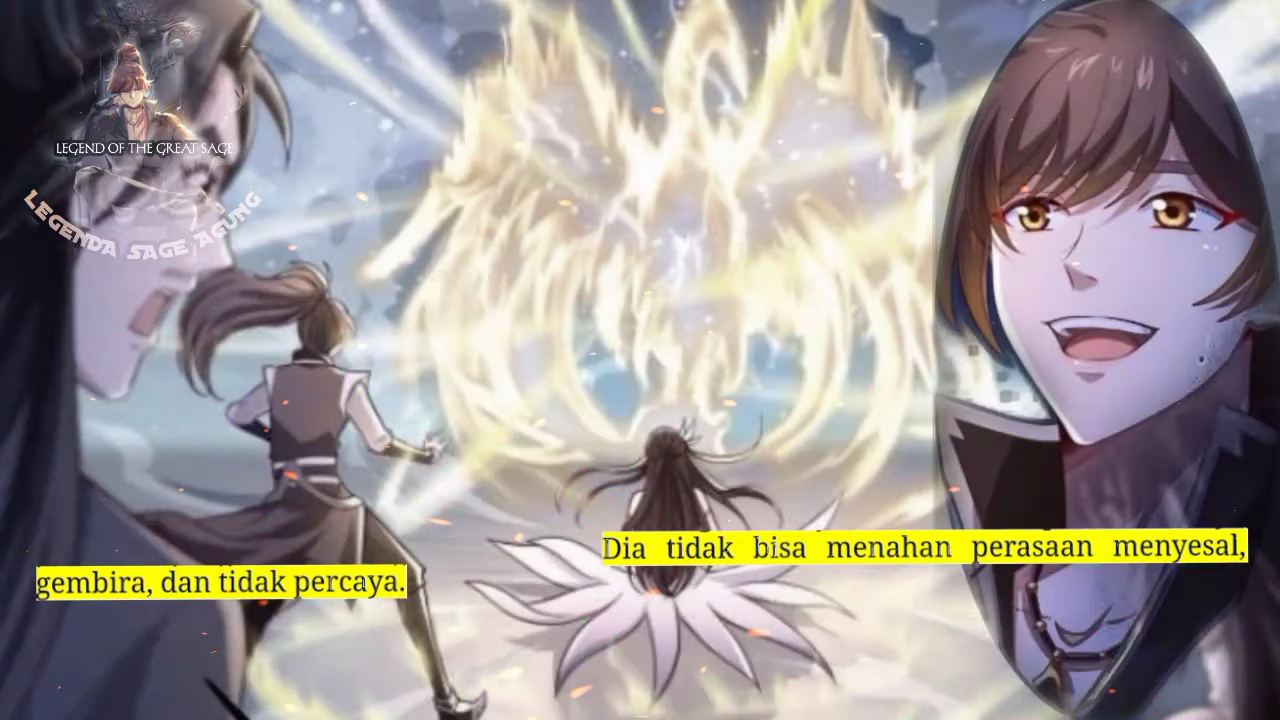 LEGEND OF THE GREAT SAGE
LEGENDA SAGE AGUNG
Dia tidak bisa menahan perasaan menyesal,
gembira, dan tidak percaya.